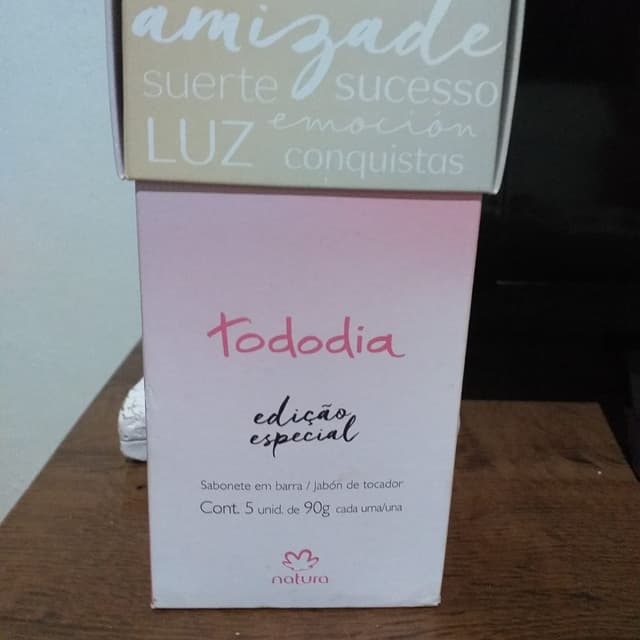 amizade
suerte sucesso
LUZ emoción
conquistas
tododia
edição
especial
Sabonete em barra / jabón de tocador
Cont. 5 unid. de 90g cada uma/una
natura